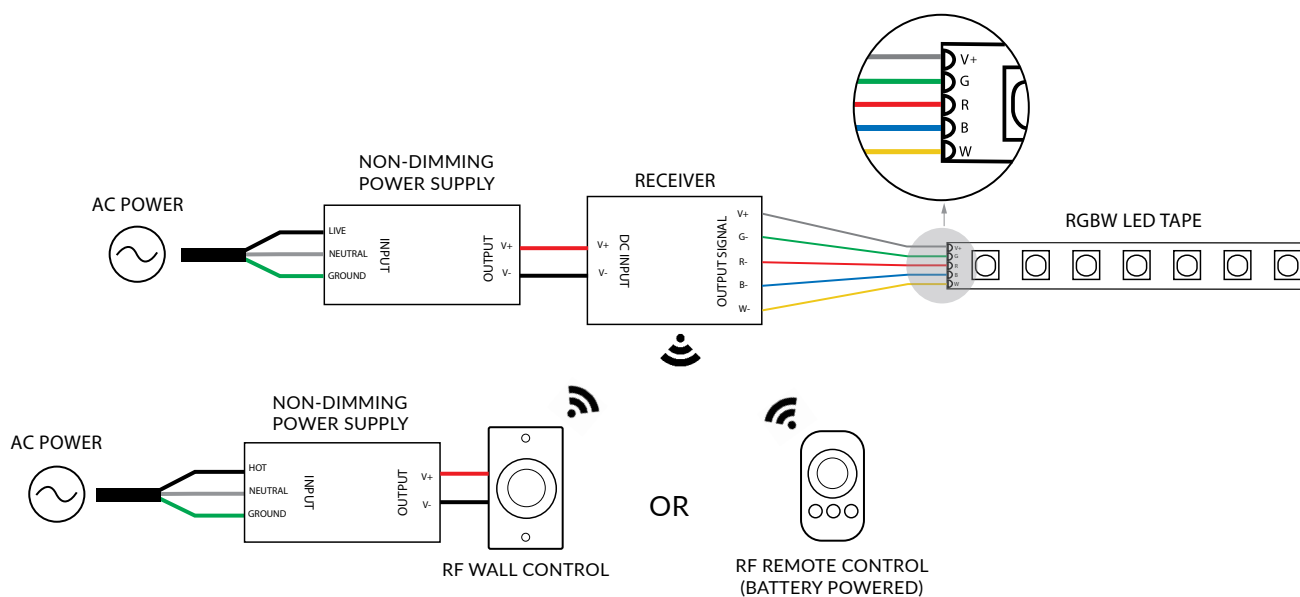 V+
G
R
B
W
NON-DIMMING
POWER SUPPLY
RECEIVER
AC POWER
RGBW LED TAPE
LIVE
NEUTRAL
GROUND
INPUT
OUTPUT
V+
V-
V+
V-
DC INPUT
OUTPUT SIGNAL
V+
G-
R-
B-
W-
V+
G
R
B
W
NON-DIMMING
POWER SUPPLY
AC POWER
HOT
NEUTRAL
GROUND
INPUT
OUTPUT
V+
V-
OR
RF WALL CONTROL
RF REMOTE CONTROL
(BATTERY POWERED)